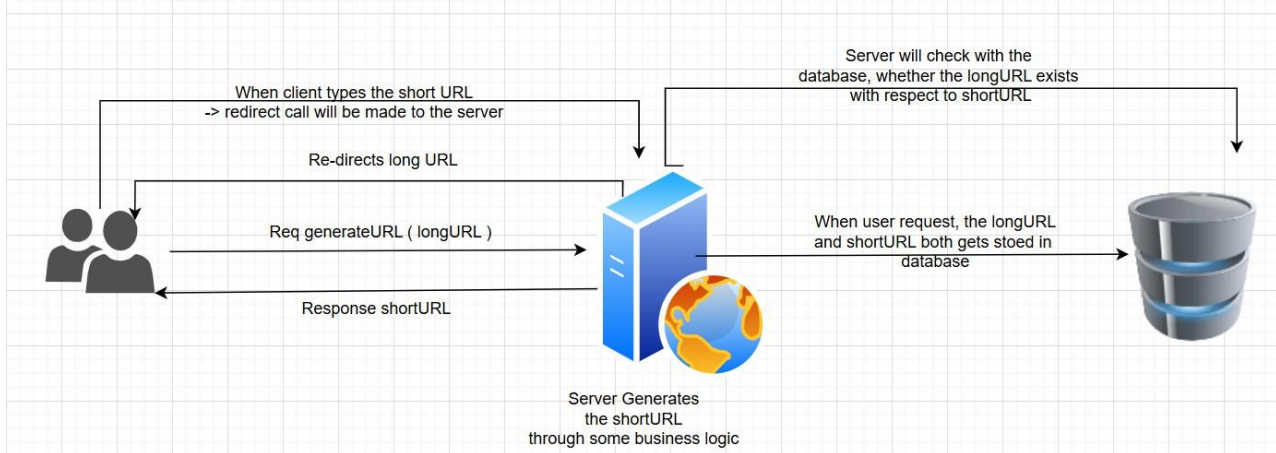 When client types the short URL
-> redirect call will be made to the server
Re-directs long URL
Req generateURL ( longURL )
Response shortURL
Server Generates
the shortURL
through some business logic
Server will check with the
database, whether the longURL exists
with respect to shortURL
When user request, the longURL
and shortURL both gets stoed in
database